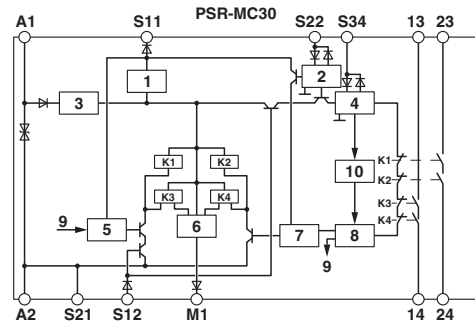 PSR-MC30
A1 S11 S22 S34 13 23
1
2
3
4
K1 K2
K1
10
K2
K3 K4
K3
9
5
6
7
8
K4
9
A2 S21 S12 M1 14 24